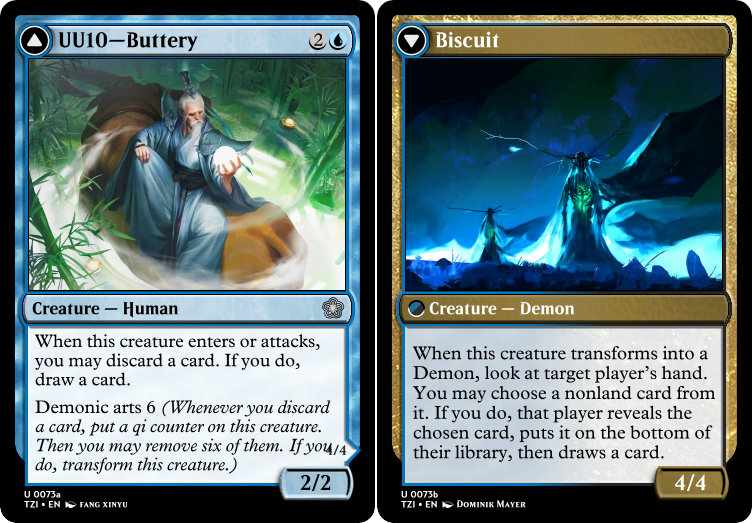 UU10—Buttery
2
Creature — Human
When this creature enters or attacks,
you may discard a card. If you do,
draw a card.
Demonic arts 6 (Whenever you discard
a card, put a qi counter on this creature.
Then you may remove six of them. If you
do, transform this creature.)
4/4
2/2
U 0073a
TZI • EN FANG XINYU
Biscuit
Creature — Demon
When this creature transforms into a
Demon, look at target player's hand.
You may choose a nonland card from
it. If you do, that player reveals the
chosen card, puts it on the bottom of
their library, then draws a card.
4/4
U 0073b
TZI • EN DOMINIK MAYER